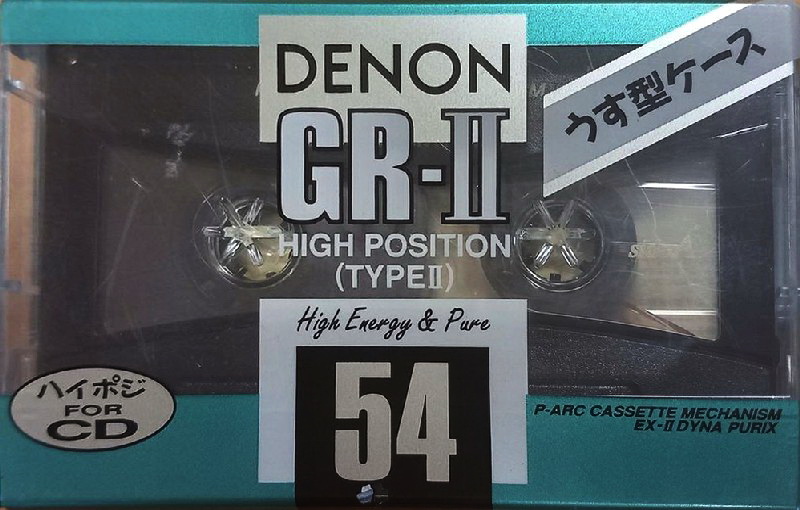 DENON
うす型ケース
GR-II
HIGH POSITION
(TYPEII)
High Energy & Pure
54
ハイポジ
FOR
CD
P-ARC CASSETTE MECHANISM
EX-II DYNA PURIX